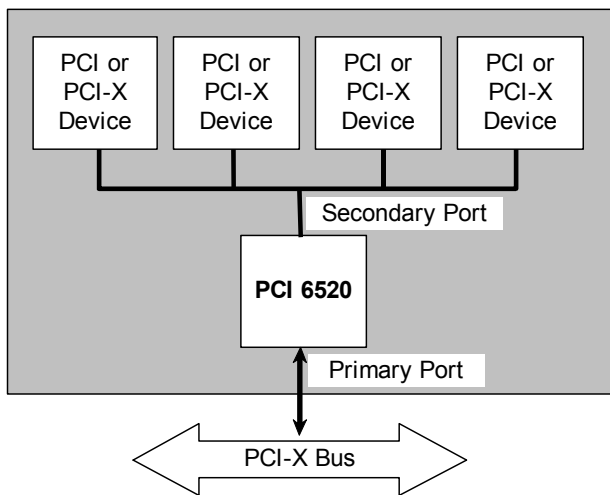 PCI or PCI or PCI or PCI or
PCI-X PCI-X PCI-X PCI-X
Device Device Device Device
Secondary Port
PCI 6520
Primary Port
PCI-X Bus